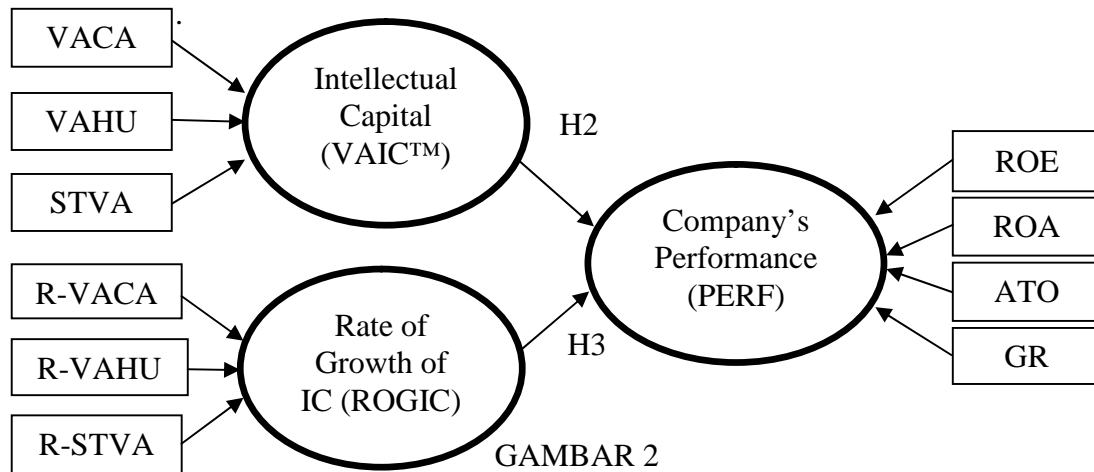 VACA
VAHU
STVA
Intellectual
Capital
(VAIC™)
H2
R-VACA
R-VAHU
R-STVA
Rate of
Growth of
IC (ROGIC)
H3
Company’s
Performance
(PERF)
ROE
ROA
ATO
GR
GAMBAR 2